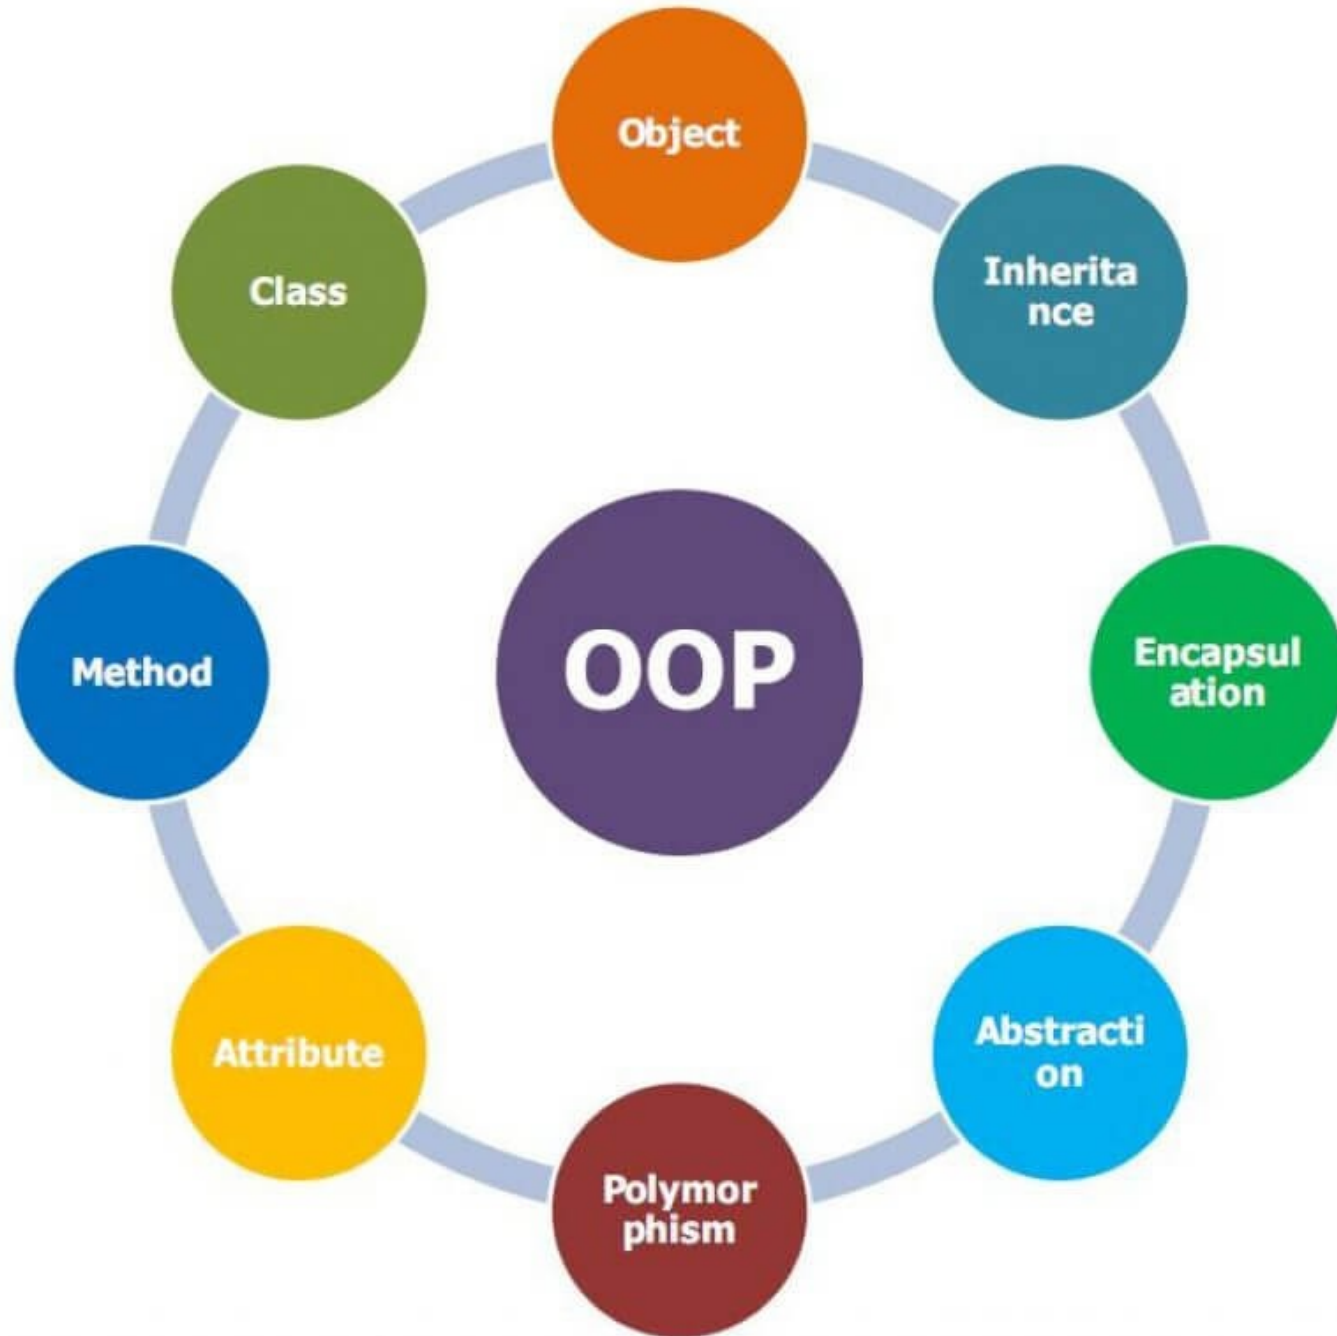 Object
Inherita
nce
Encapsul
ation
Abstracti
on
Polymor
phism
Attribute
Method
Class
OOP